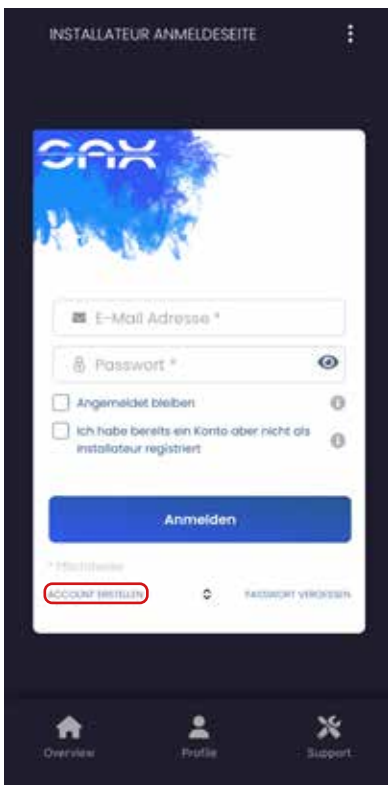 INSTALLATEUR ANMELDESEITE
SAX
E-Mail Adresse *
Passwort *
Angemeldet bleiben
Ich habe bereits ein Konto aber nicht als
Installateur registriert
Anmelden
* Pflichtfelder
ACCOUNT ERSTELLEN
PASSWORT VERGESSEN
Overview
Profile
Support